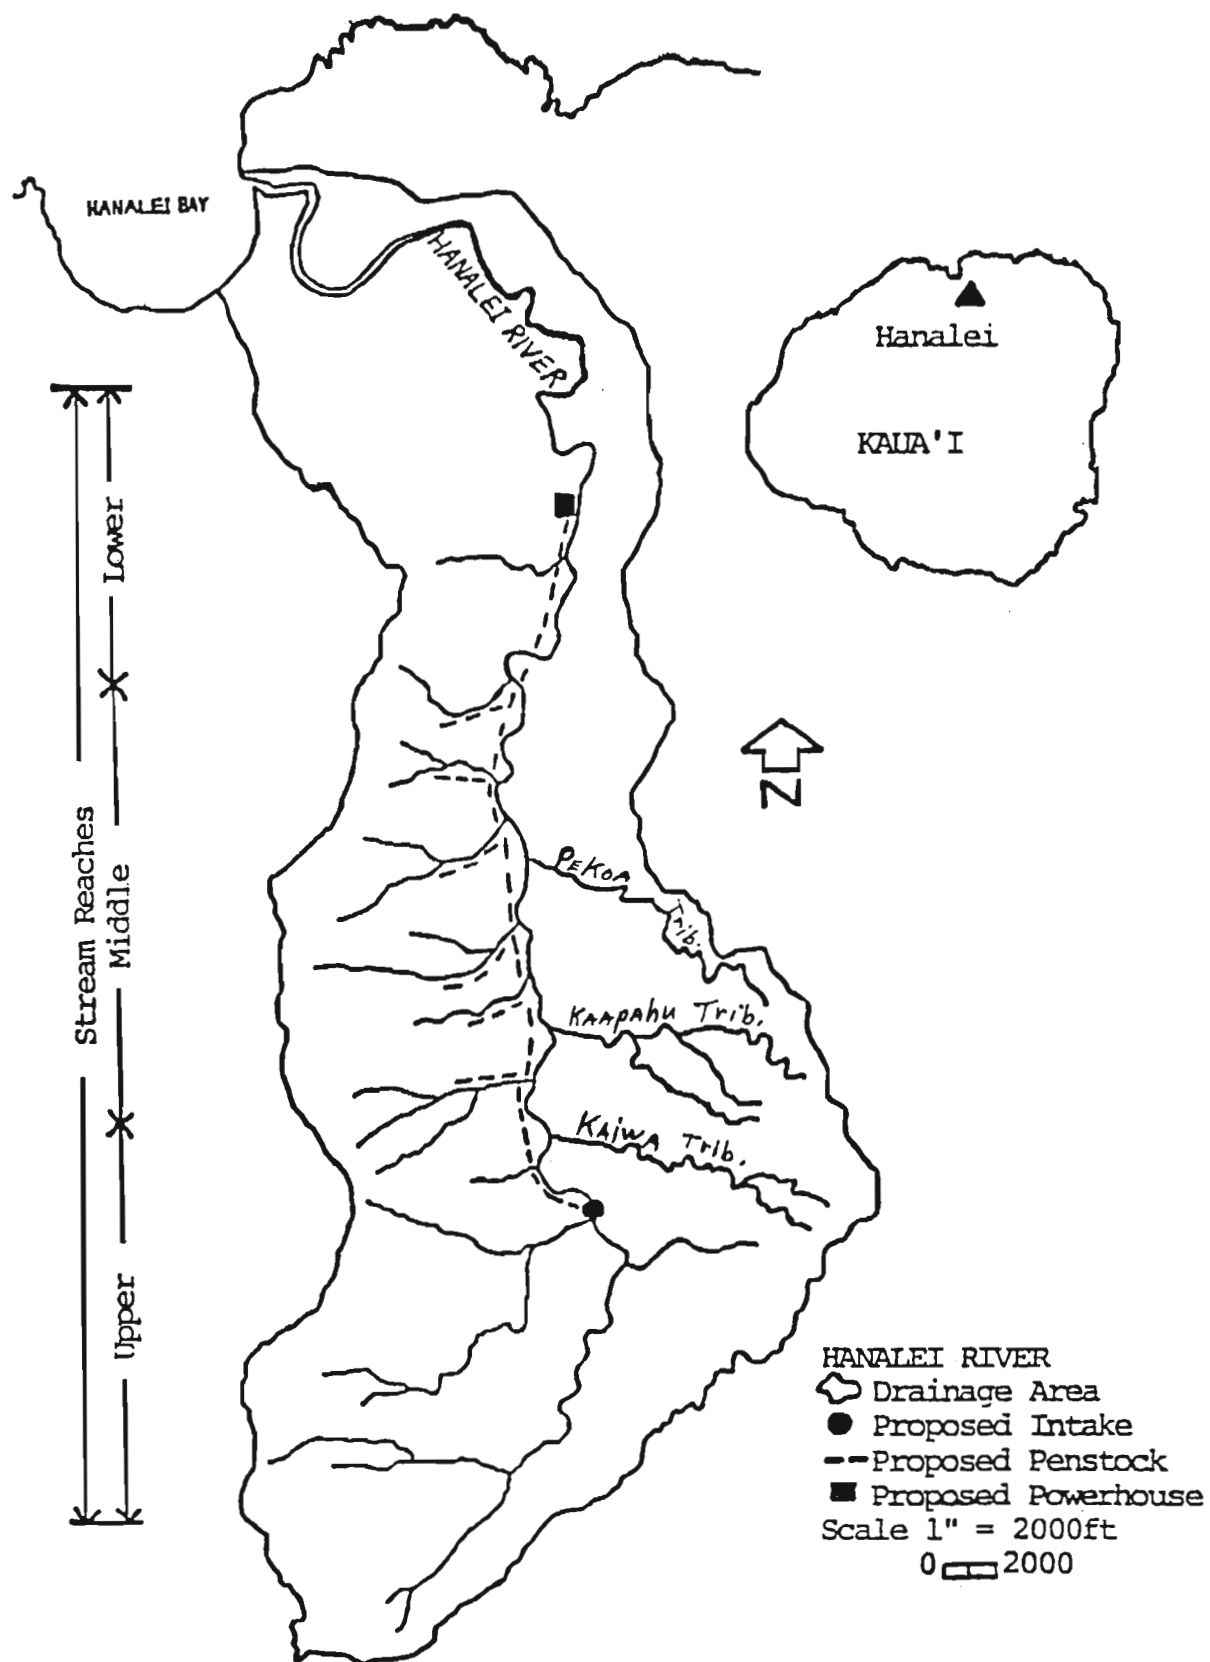 HANALEI BAY
HANALEI RIVER
Hanalei
KAUA'I
Stream Reaches
Lower
Middle
Upper
N
PEKOA Trib.
KAAPAHU Trib.
KAIWA Trib.
HANALEI RIVER
Drainage Area
Proposed Intake
Proposed Penstock
Proposed Powerhouse
Scale 1" = 2000ft
0 2000